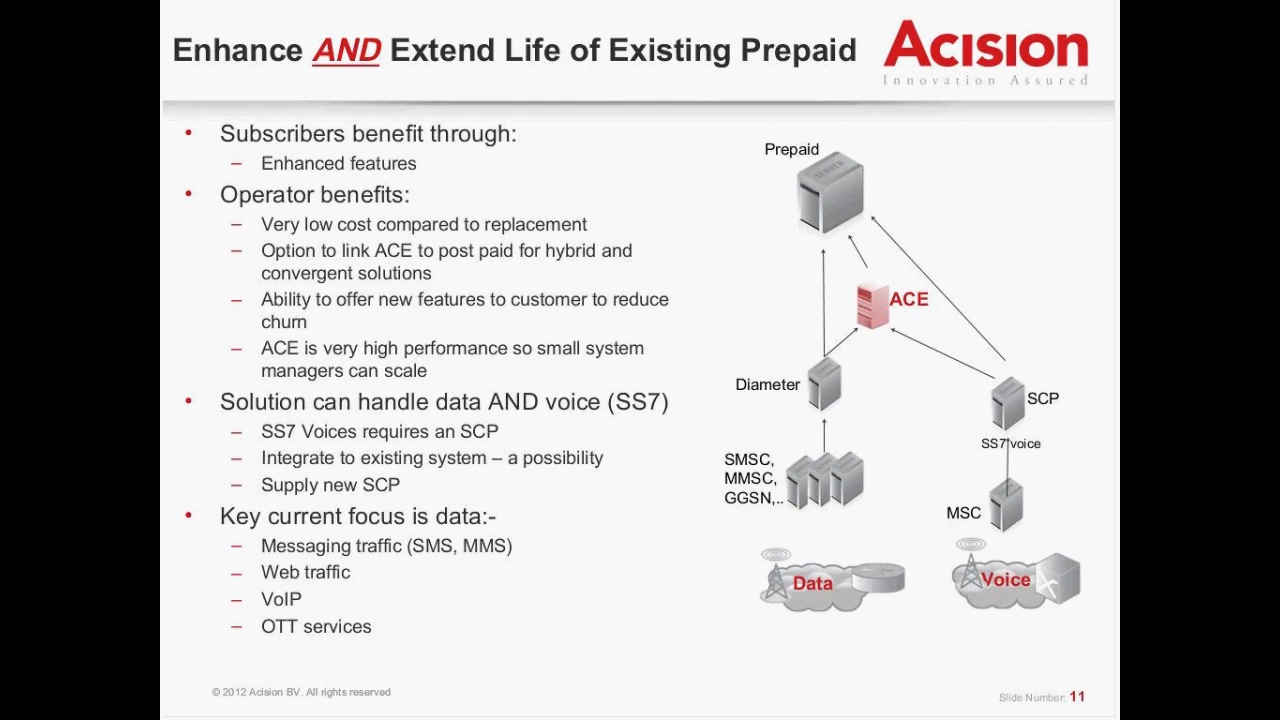 Enhance AND Extend Life of Existing Prepaid
Acision
Innovation Assured
• Subscribers benefit through:
– Enhanced features
• Operator benefits:
– Very low cost compared to replacement
– Option to link ACE to post paid for hybrid and
convergent solutions
– Ability to offer new features to customer to reduce
churn
– ACE is very high performance so small system
managers can scale
• Solution can handle data AND voice (SS7)
– SS7 Voices requires an SCP
– Integrate to existing system – a possibility
– Supply new SCP
• Key current focus is data:-
– Messaging traffic (SMS, MMS)
– Web traffic
– VoIP
– OTT services
Prepaid
SERVER
ACE
Diameter
SCP
SS7 voice
SMSC,
MMSC,
GGSN,..
MSC
Data
Voice
© 2012 Acision BV. All rights reserved
Slide Number: 11